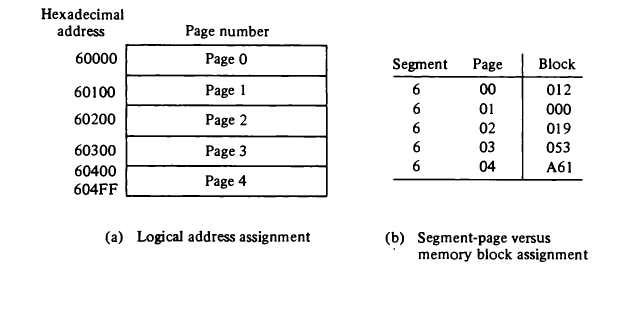 Hexadecimal
address Page number
60000 Page 0
60100 Page 1
60200 Page 2
60300 Page 3
60400
604FF Page 4
(a) Logical address assignment
Segment Page Block
6 00 012
6 01 000
6 02 019
6 03 053
6 04 A61
(b) Segment-page versus
memory block assignment